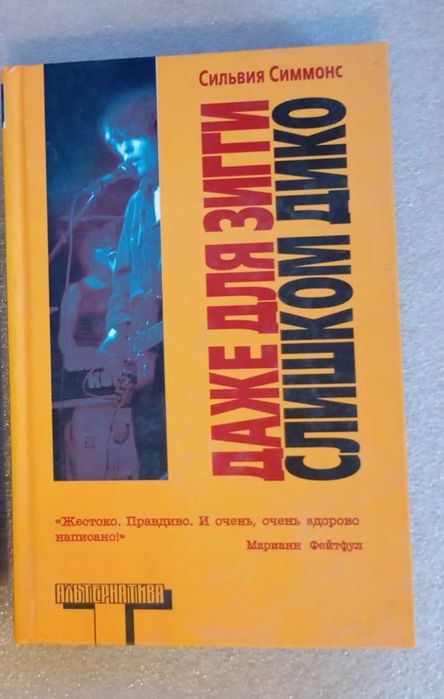 Сильвия Симмонс
ДАЖЕ ДЛЯ ЗИГГИ
СЛИШКОМ ДИКО
«Жестоко. Правдиво. И очень, очень здорово
написано!»
Марианн Фейтфул
АЛЬТЕРНАТИВА